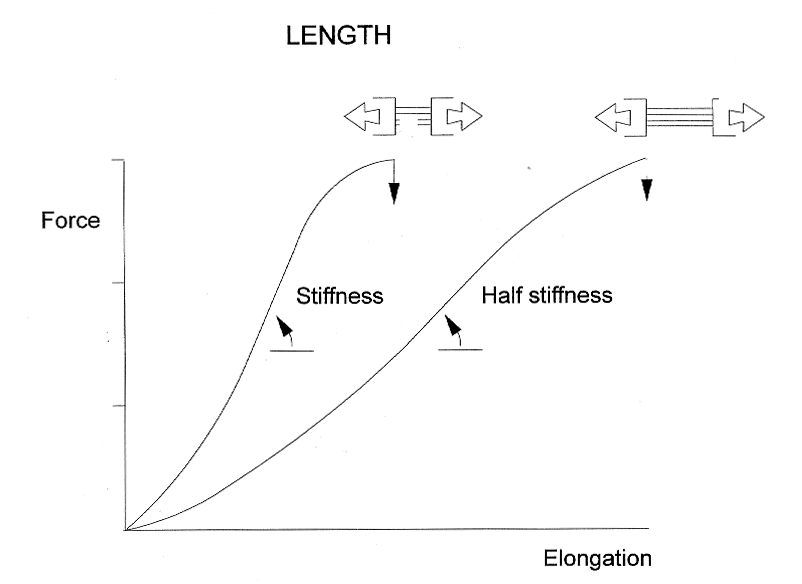 LENGTH
Force
Stiffness
Half stiffness
Elongation